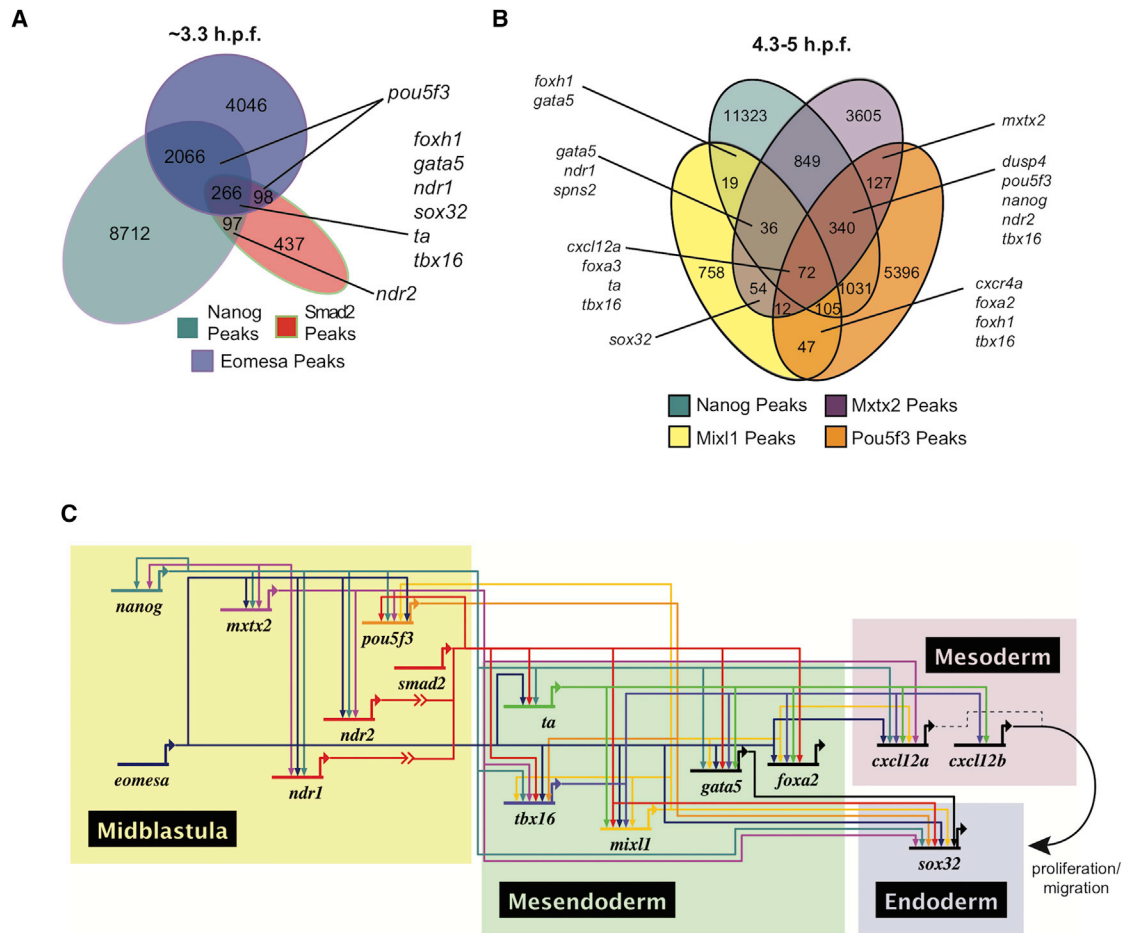 A
~3.3 h.p.f.
4046
2066
266
98
97
8712
437
pou5f3
foxh1
gata5
ndr1
sox32
ta
tbx16
ndr2
Nanog Peaks
Smad2 Peaks
Eomesa Peaks
B
4.3-5 h.p.f.
foxh1
gata5
gata5
ndr1
spns2
cxcl12a
foxa3
ta
tbx16
sox32
11323
3605
849
19
127
36
340
758
72
5396
54
1031
12
105
47
mxtx2
dusp4
pou5f3
nanog
ndr2
tbx16
cxcr4a
foxa2
foxh1
tbx16
Nanog Peaks
Mxtx2 Peaks
Mixl1 Peaks
Pou5f3 Peaks
C
nanog
mxtx2
pou5f3
smad2
ndr2
eomesa
ndr1
Midblastula
ta
tbx16
mixl1
gata5
foxa2
Mesendoderm
Mesoderm
cxcl12a
cxcl12b
sox32
Endoderm
proliferation/
migration